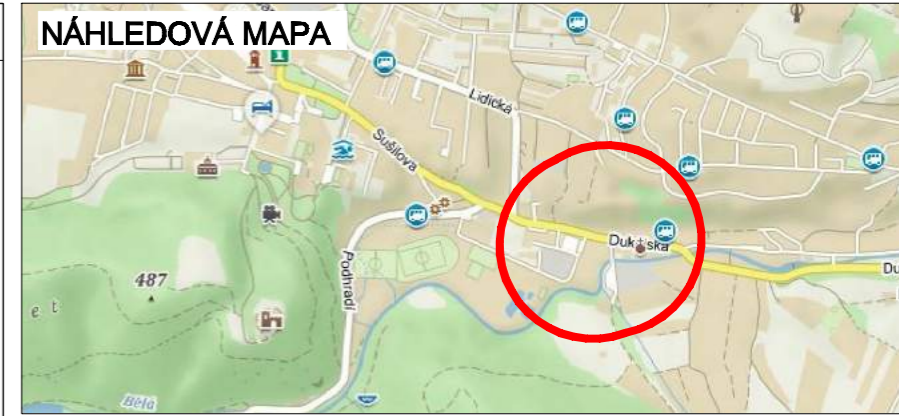 NÁHLEDOVÁ MAPA
Lidická
Sušilova
Dukelská
Podhradí
487
e t
Du
Bělá